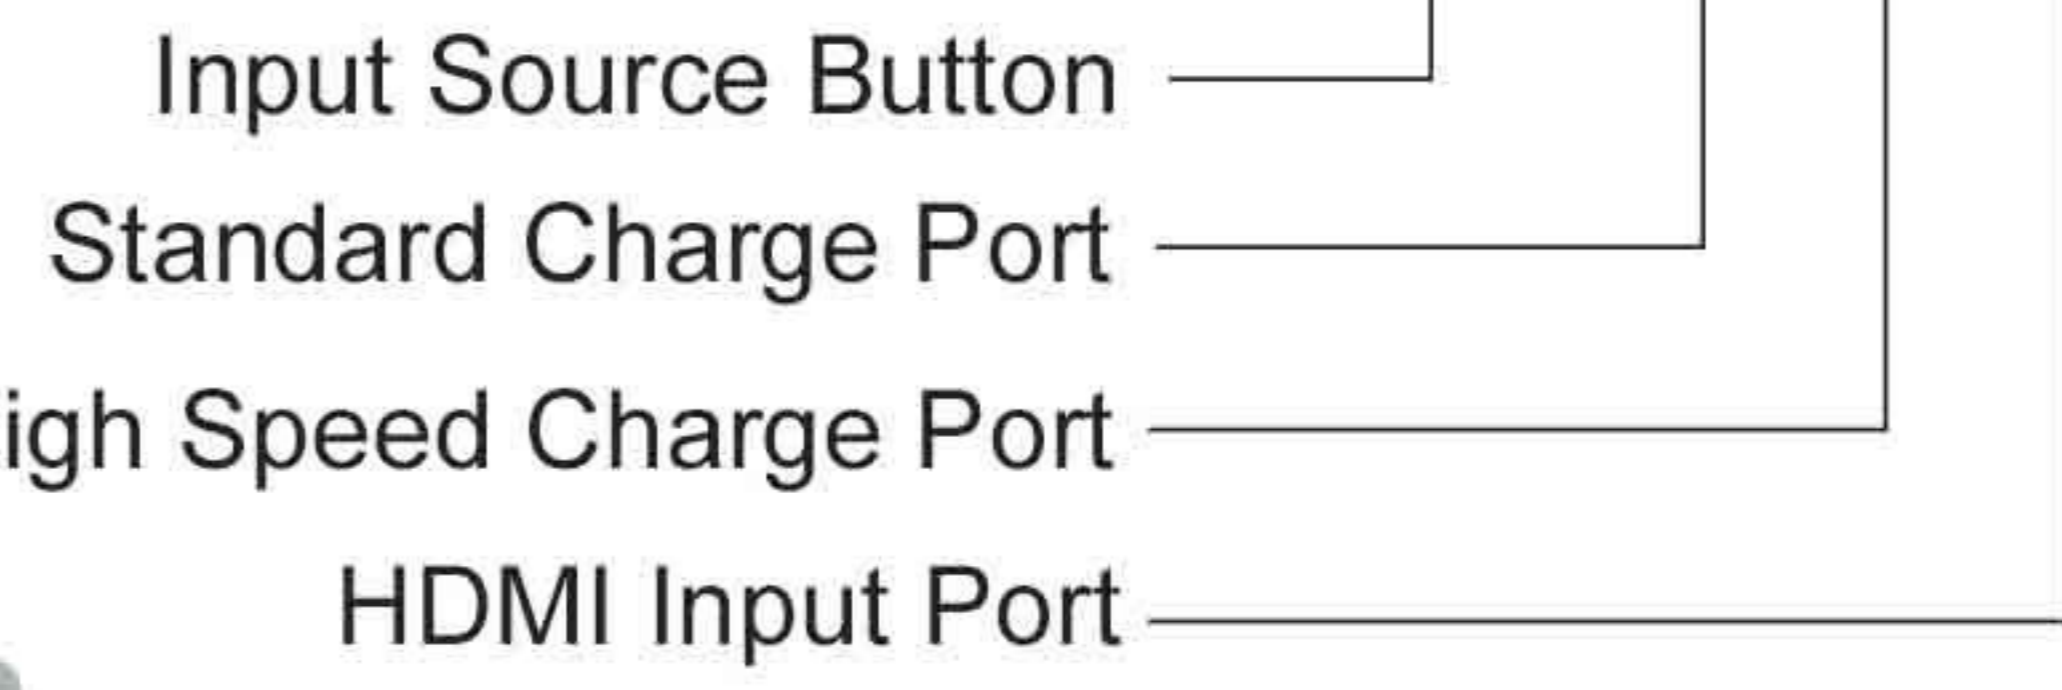 Input Source Button
Standard Charge Port
igh Speed Charge Port
HDMI Input Port